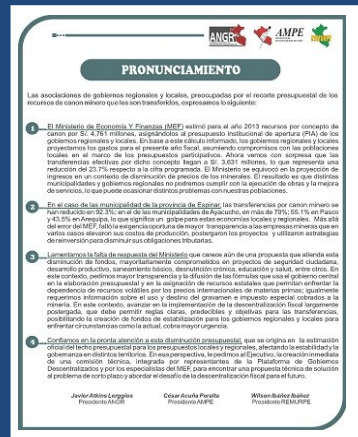 ANGR
AMPE
PRONUNCIAMIENTO
Las asociaciones de gobiernos regionales y locales, preocupadas por el recorte presupuestal de los
recursos de canon minero que les son transferidos, expresamos lo siguiente:
1 El Ministerio de Economía Y Finanzas (MEF) estimó para el año 2013 recursos por concepto de
canon por S/. 4,761 millones, asignándolos al presupuesto institucional de apertura (PIA) de los
gobiernos regionales y locales. En base a este cálculo informado, los gobiernos regionales y locales
proyectamos los gastos para el presente año fiscal, asumiendo compromisos con las poblaciones
locales en el marco de los presupuestos participativos. Ahora vemos con sorpresa que las
transferencias efectivas por dicho concepto llegan a S/. 3,631 millones, lo que representa una
reducción del 23.7% respecto a la cifra programada. El Ministerio se equivocó en la proyección de
ingresos en un contexto de disminución de precios de los minerales. El resultado es que distintas
municipalidades y gobiernos regionales no podremos cumplir con la ejecución de obras y la mejora
de servicios, lo que puede ocasionar distintos problemas con nuestras poblaciones.
2 En el caso de las municipalidad de la provincia de Espinar, las transferencias por canon minero se
han reducido en 92.3%; en el de las municipalidades de Ayacucho, en más de 70%; 55.1% en Pasco
y 43.5% en Arequipa, lo que significa un golpe para estas economías locales y regionales. Más allá
del error del MEF, faltó la exigencia oportuna de mayor transparencia a las empresas mineras que en
varios casos elevaron sus costos de producción, postergaron los proyectos y utilizaron estrategias
de reinversión para disminuir sus obligaciones tributarias.
3 Lamentamos la falta de respuesta del Ministerio que carece aún de una propuesta que atienda esta
disminución de fondos, mayoritariamente comprometidos en proyectos de seguridad ciudadana,
desarrollo productivo, saneamiento básico, desnutrición crónica, educación y salud, entre otros. En
este contexto, pedimos mayor transparencia y la difusión de las fórmulas que usa el gobierno central
en la elaboración presupuestal y en la asignación de recursos estatales que permitan enfrentar la
dependencia de recursos volátiles por los precios internacionales de materias primas; igualmente
requerimos información sobre el uso y destino del gravamen e impuesto especial cobrados a la
minería. En este contexto, avanzar en la implementación de la descentralización fiscal largamente
postergada, que debe permitir reglas claras, predecibles y objetivas para las transferencias,
posibilitando la creación de fondos de estabilización para los gobiernos regionales y locales para
enfrentar circunstancias como la actual, cobra mayor urgencia.
4 Confiamos en la pronta atención a esta disminución presupuestal, que se origina en la estimación
oficial del techo presupuestal para los presupuestos locales y regionales, afectando la estabilidad y la
gobernanza en distintos territorios. En esa perspectiva, le pedimos al Ejecutivo, la creación inmediata
de una comisión técnica, integrada por representantes de la Plataforma de Gobiernos
Descentralizados y por los especialistas del MEF, para encontrar una propuesta técnica de solución
al problema de corto plazo y abordar el desafío de la descentralización fiscal para el futuro.
Javier Atkins Lerggios César Acuña Peralta Wilson Ibáñez Ibáñez
Presidente ANGR Presidente AMPE Presidente REMURPE